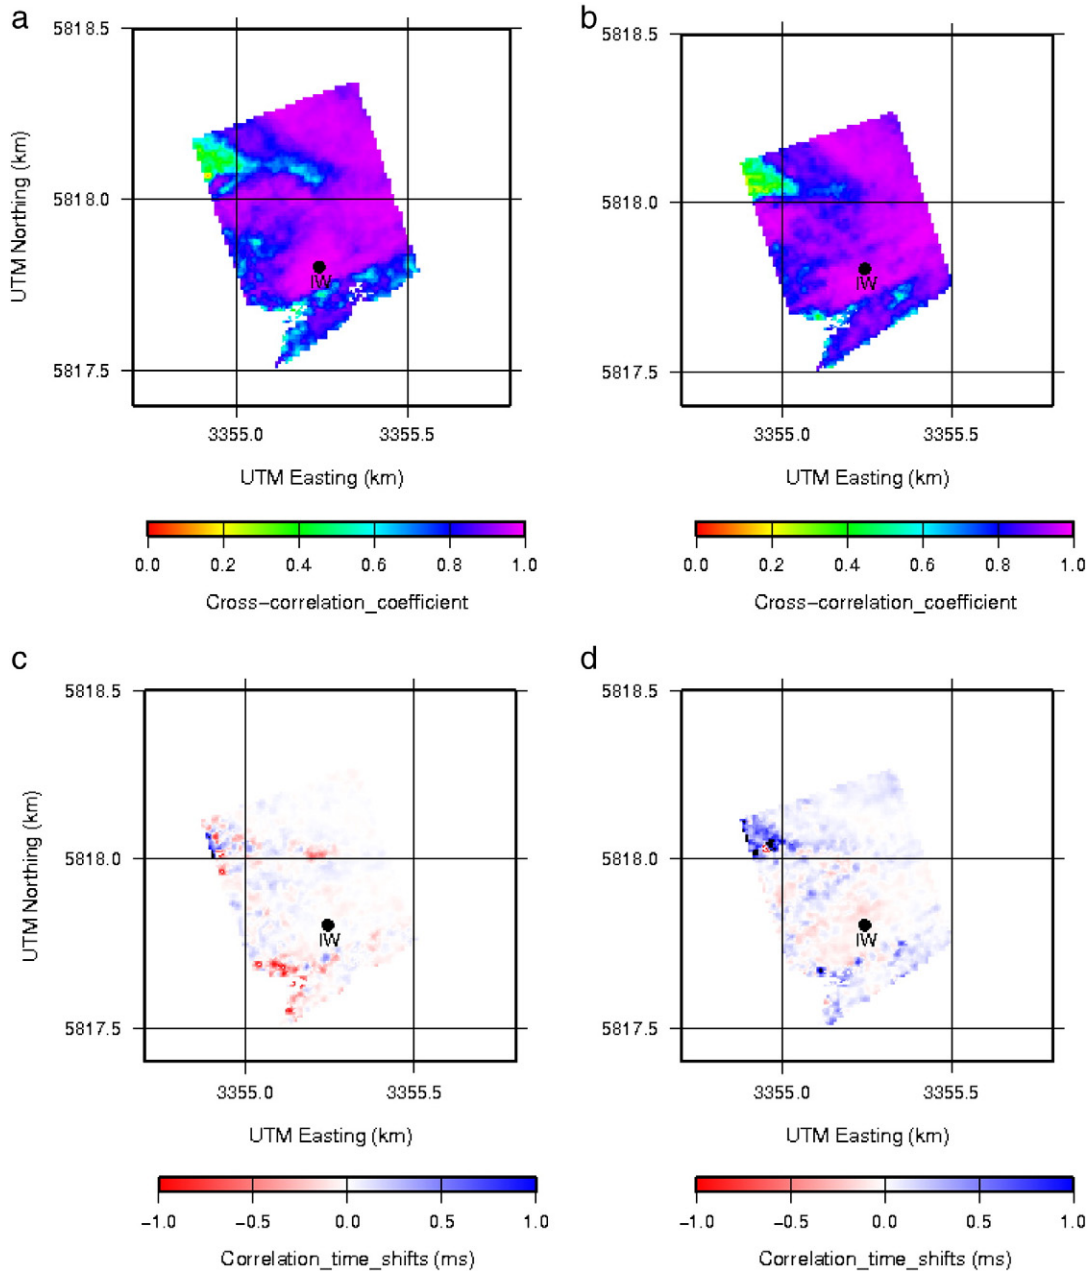 a
5818.5
5818.0
5817.5
UTM Northing (km)
IW
3355.0 3355.5
UTM Easting (km)
0.0 0.2 0.4 0.6 0.8 1.0
Cross-correlation_coefficient
b
5818.5
5818.0
5817.5
IW
3355.0 3355.5
UTM Easting (km)
0.0 0.2 0.4 0.6 0.8 1.0
Cross-correlation_coefficient
c
5818.5
5818.0
5817.5
UTM Northing (km)
IW
3355.0 3355.5
UTM Easting (km)
-1.0 -0.5 0.0 0.5 1.0
Correlation_time_shifts (ms)
d
5818.5
5818.0
5817.5
IW
3355.0 3355.5
UTM Easting (km)
-1.0 -0.5 0.0 0.5 1.0
Correlation_time_shifts (ms)